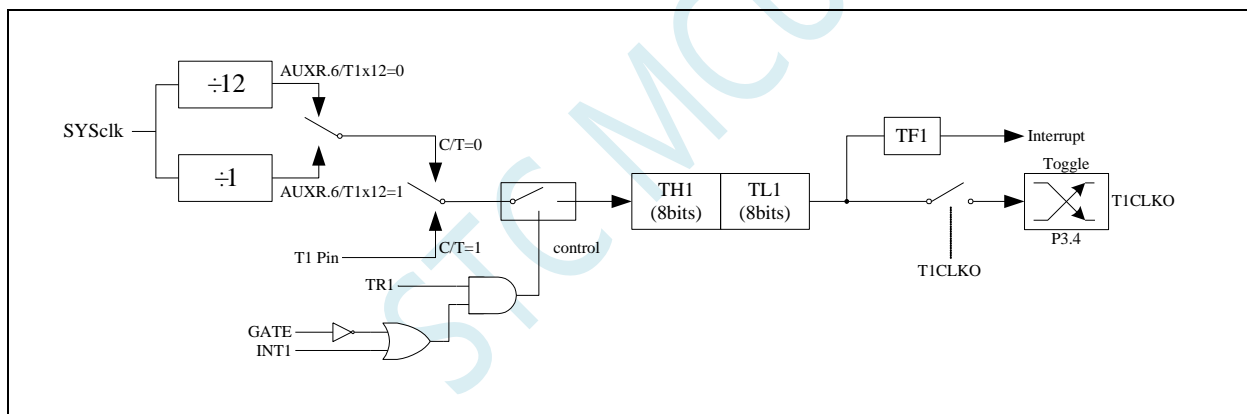 STC MCU
÷12
AUXR.6/T1x12=0
SYSclk
÷1
AUXR.6/T1x12=1
C/T=0
T1 Pin
C/T=1
control
TR1
GATE
INT1
TH1
(8bits)
TL1
(8bits)
TF1
Interrupt
T1CLKO
Toggle
T1CLKO
P3.4